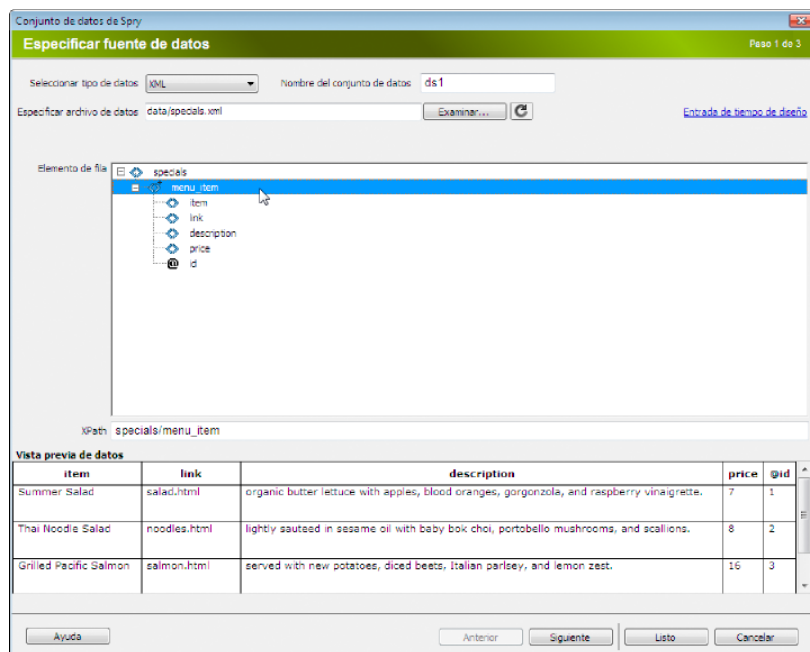 Conjunto de datos de Spry
Especificar fuente de datos Paso 1 de 3
Seleccionar tipo de datos XML Nombre del conjunto de datos ds1
Especificar archivo de datos data/specials.xml Examinar... Entrada de tiempo de diseño
Elemento de fila specials
menu_item
item
link
description
price
@ id
XPath specials/menu_item
Vista previa de datos
item link description price @id
Summer Salad salad.html organic butter lettuce with apples, blood oranges, gorgonzola, and raspberry vinaigrette. 7 1
Thai Noodle Salad noodles.html lightly sauteed in sesame oil with baby bok choi, portobello mushrooms, and scallions. 8 2
Grilled Pacific Salmon salmon.html served with new potatoes, diced beets, Italian parlsey, and lemon zest. 16 3
Ayuda Anterior Siguiente Listo Cancelar